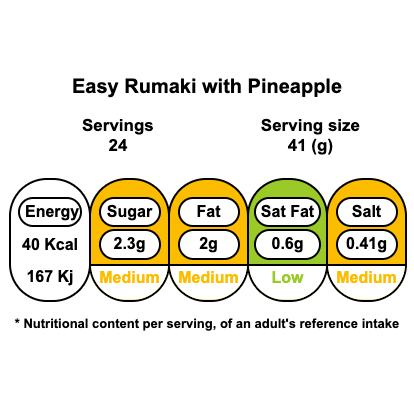 Easy Rumaki with Pineapple
Servings
24
Serving size
41 (g)
Energy
40 Kcal
167 Kj
Sugar
2.3g
Medium
Fat
2g
Medium
Sat Fat
0.6g
Low
Salt
0.41g
Medium
* Nutritional content per serving, of an adult's reference intake